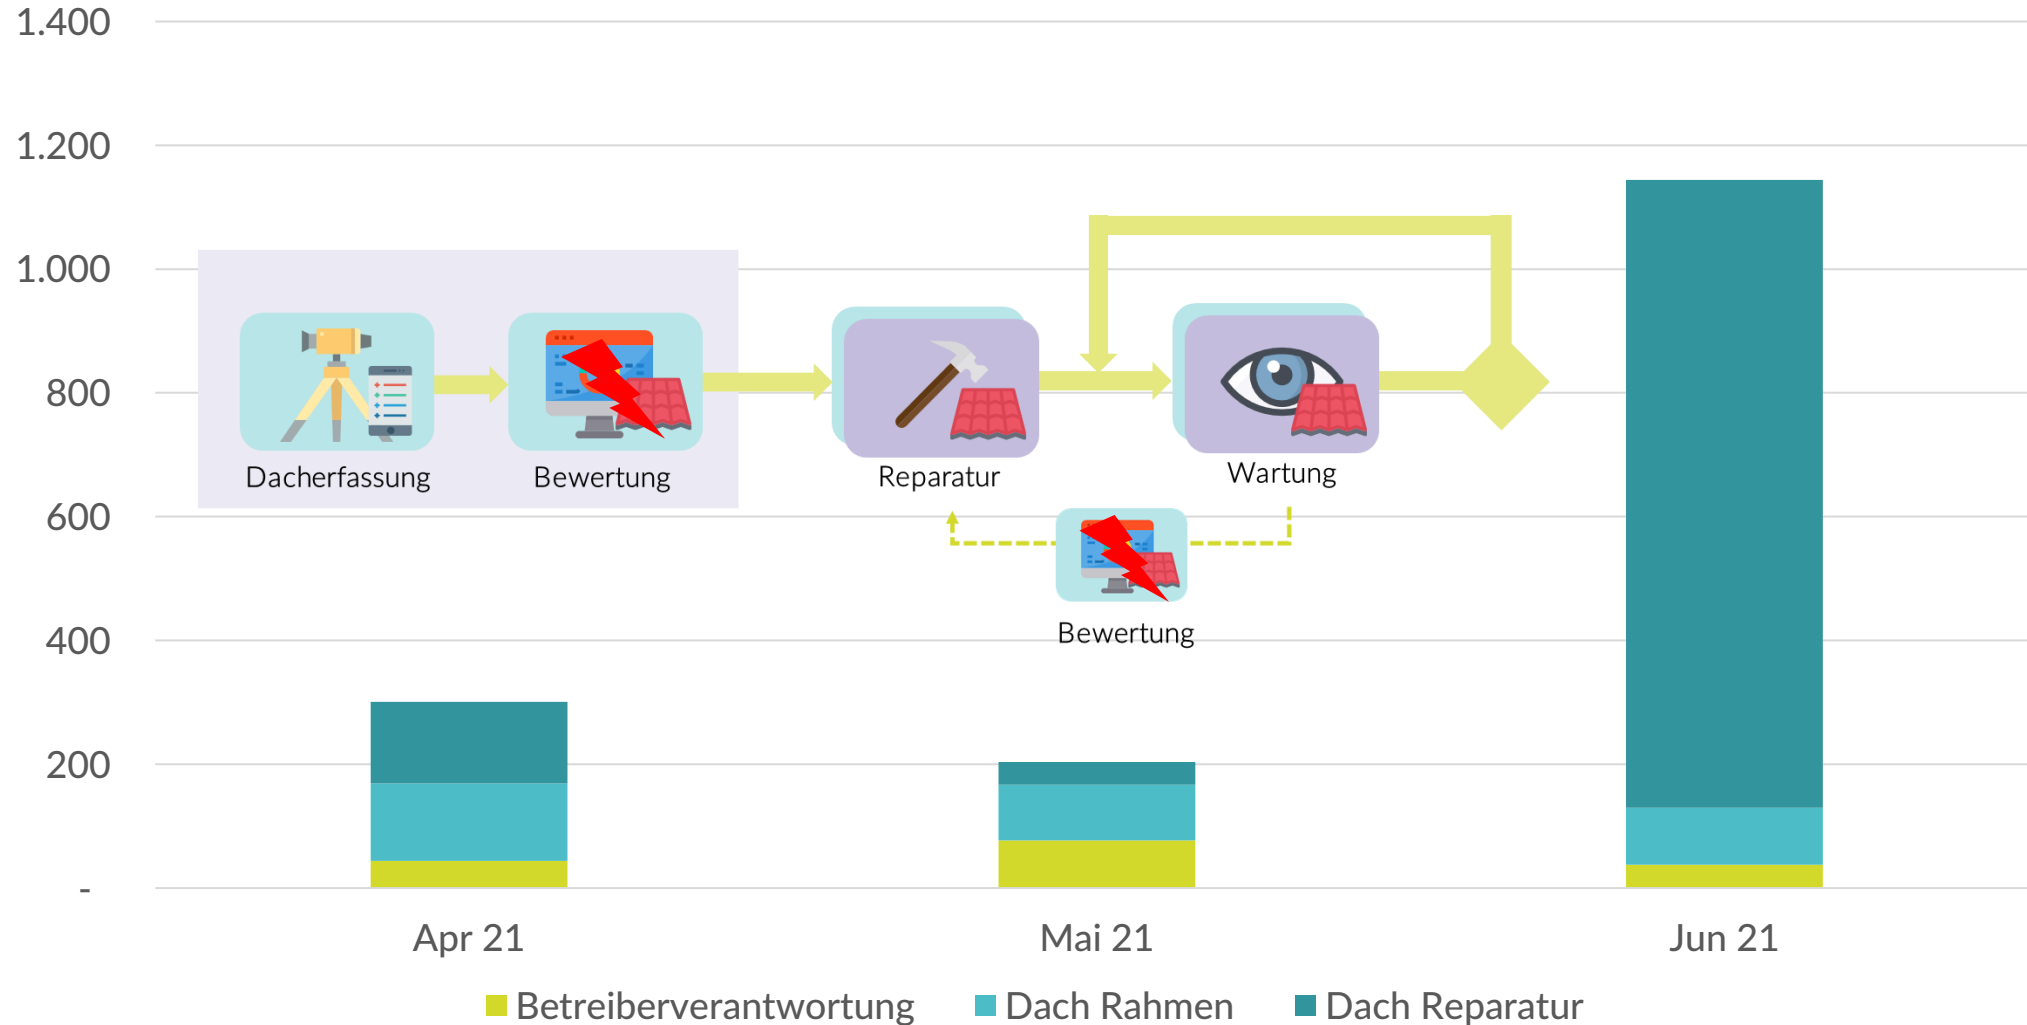 1.400
1.200
1.000
800
600
400
200
-
Dacherfassung
Bewertung
Reparatur
Wartung
Bewertung
Apr 21
Mai 21
Jun 21
Betreiberverantwortung
Dach Rahmen
Dach Reparatur